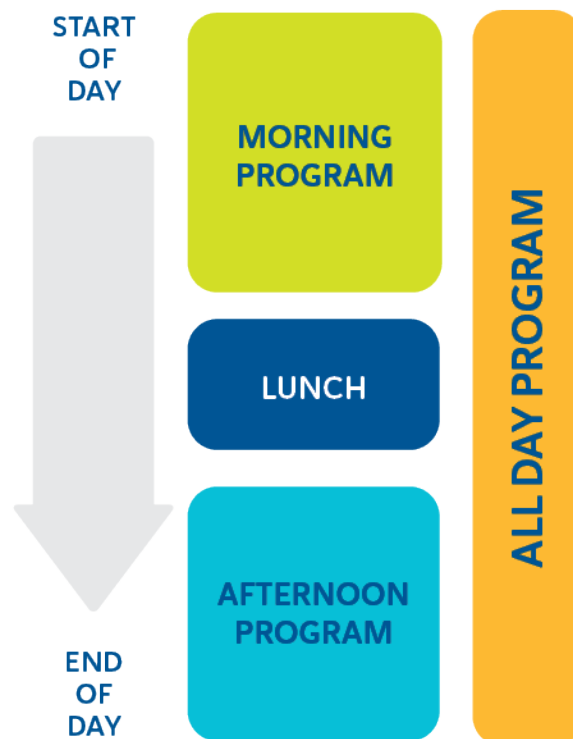 START
OF
DAY
MORNING
PROGRAM
LUNCH
AFTERNOON
PROGRAM
END
OF
DAY
ALL DAY PROGRAM